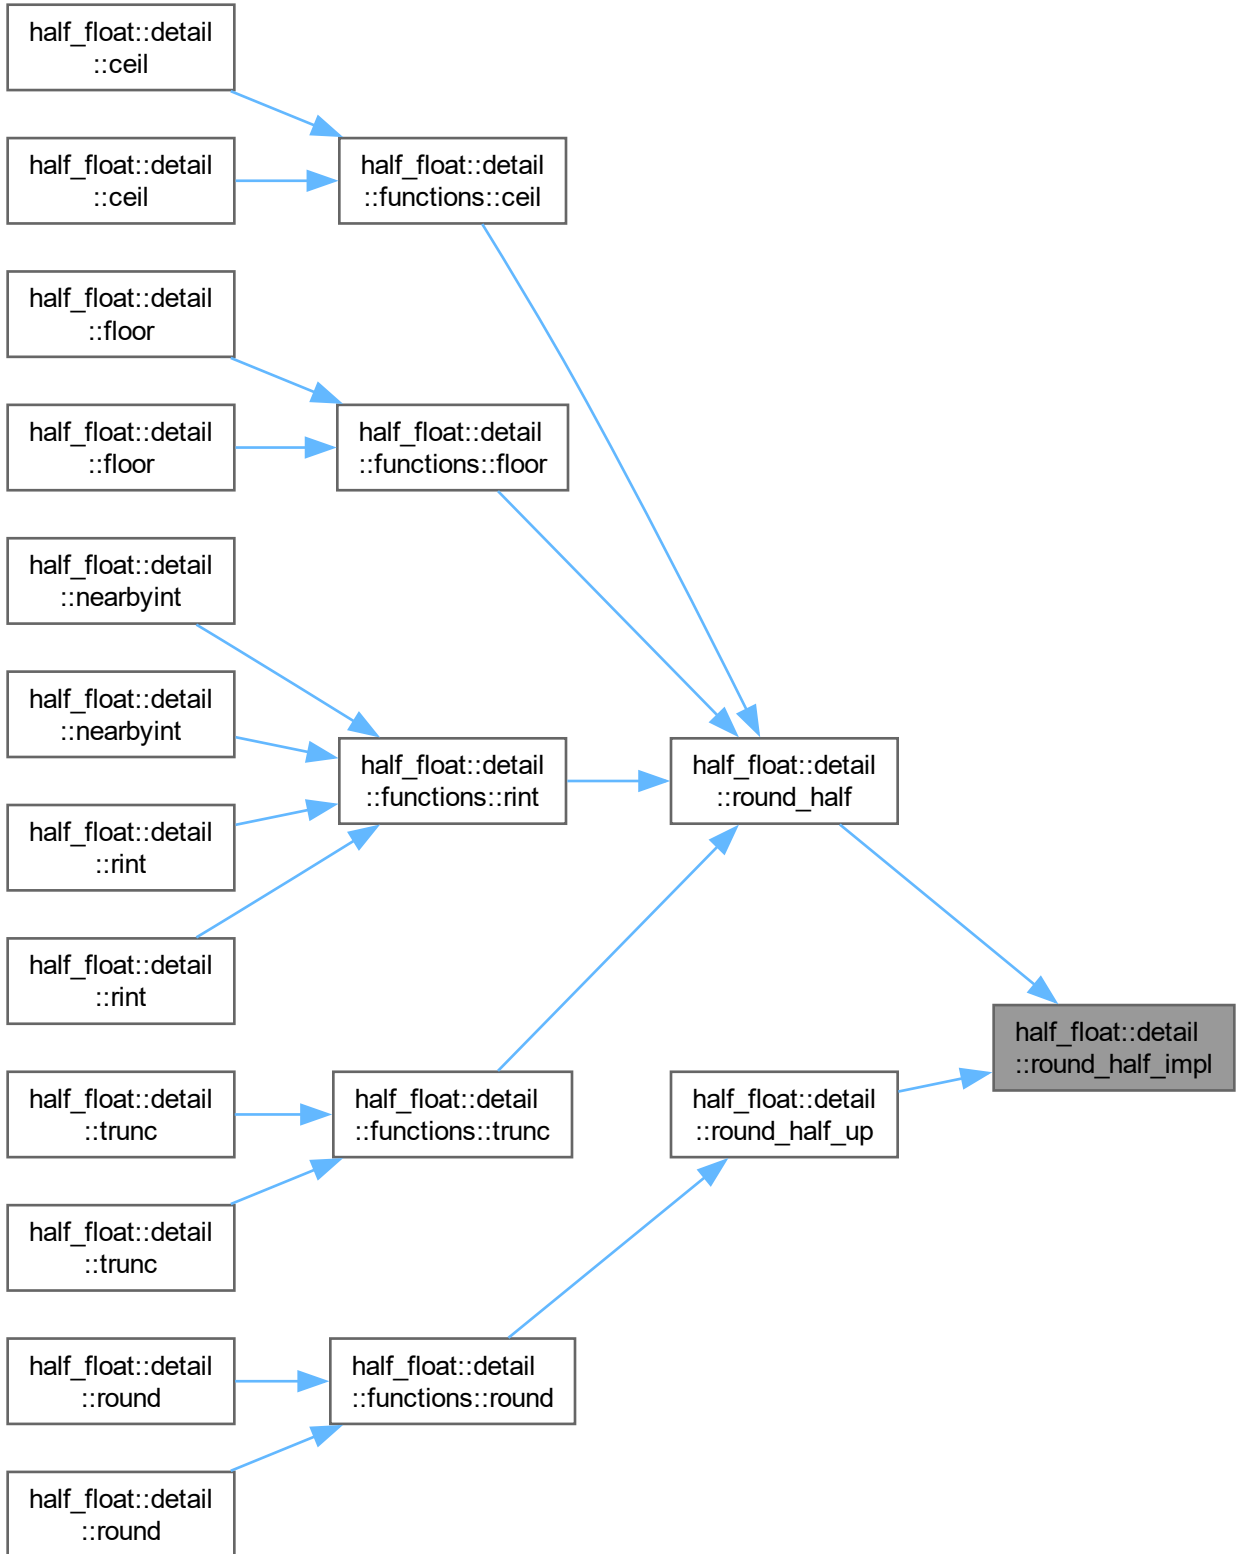 half_float::detail
::ceil
half_float::detail
::ceil
half_float::detail
::functions::ceil
half_float::detail
::floor
half_float::detail
::floor
half_float::detail
::functions::floor
half_float::detail
::nearbyint
half_float::detail
::nearbyint
half_float::detail
::rint
half_float::detail
::rint
half_float::detail
::functions::rint
half_float::detail
::round_half
half_float::detail
::round_half_impl
half_float::detail
::trunc
half_float::detail
::trunc
half_float::detail
::functions::trunc
half_float::detail
::round_half_up
half_float::detail
::round
half_float::detail
::round
half_float::detail
::functions::round